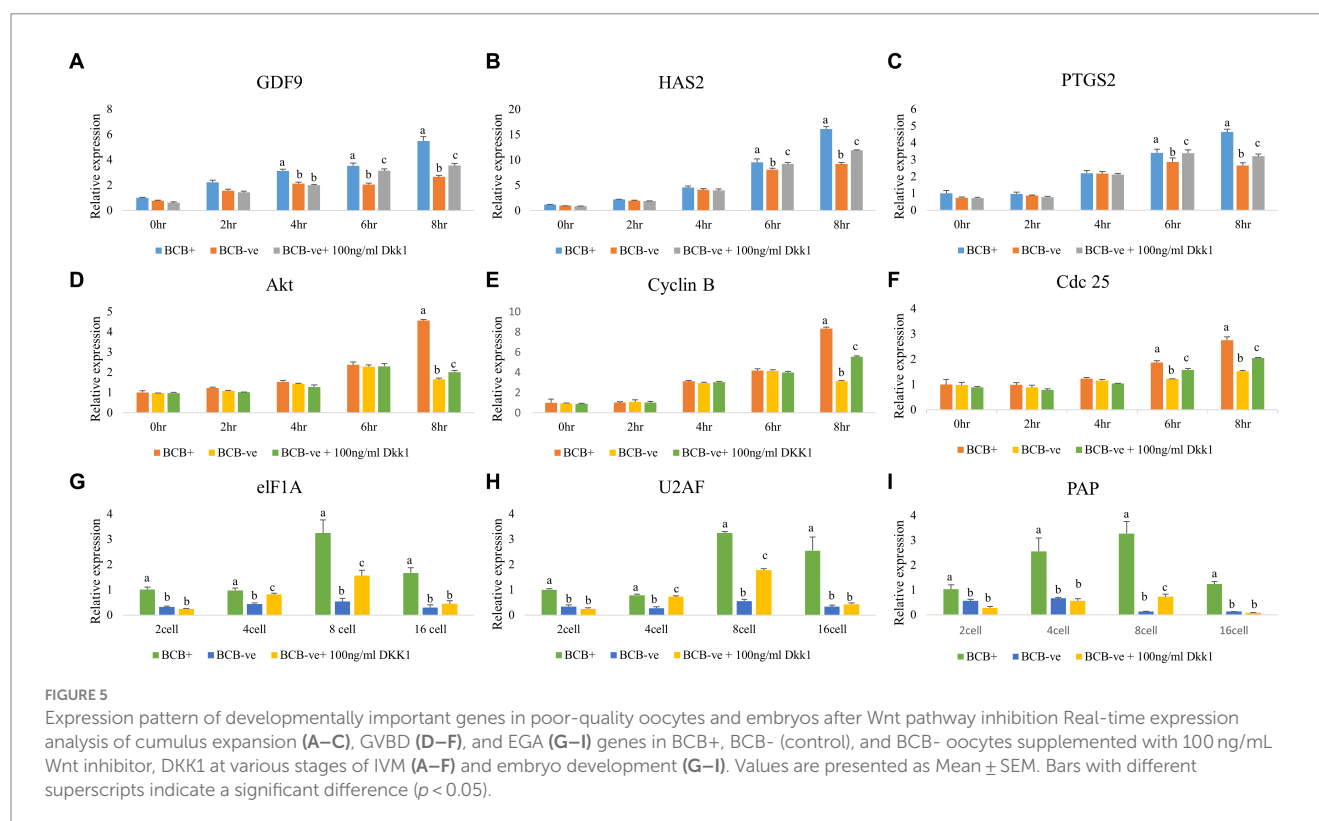 A
GDF9
Relative expression
8
6
4
2
0
a
a
b
b
a
b
c
a
b
c
0hr 2hr 4hr 6hr 8hr
BCB+ BCB-ve BCB-ve+ 100ng/ml Dkk1
B
HAS2
Relative expression
20
15
10
5
0
a
b
c
a
b
c
0hr 2hr 4hr 6hr 8hr
BCB+ BCB-ve BCB-ve + 100ng/ml Dkk1
C
PTGS2
Relative expression
6
5
4
3
2
1
0
a
b
c
a
b
c
0hr 2hr 4hr 6hr 8hr
BCB+ BCB-ve BCB-ve + 100ng/ml Dkk1
D
Akt
Relative expression
5
4
3
2
1
0
a
b
c
0hr 2hr 4hr 6hr 8hr
BCB+ BCB-ve BCB-ve + 100ng/ml Dkk1
E
Cyclin B
Relative expression
10
8
6
4
2
0
a
b
c
0hr 2hr 4hr 6hr 8hr
BCB+ BCB-ve BCB-ve+ 100ng/ml DKK1
F
Cdc 25
Relative expression
4
3
2
1
0
a
b
c
a
b
c
0hr 2hr 4hr 6hr 8hr
BCB+ BCB-ve BCB-ve + 100ng/ml Dkk1
G
eIF1A
Relative expression
4
3
2
1
0
a
b b
a
b
c
a
b
c
a
b b
2cell 4cell 8 cell 16 cell
BCB+ BCB-ve BCB-ve+ 100ng/ml DKK1
H
U2AF
Relative expression
4
3
2
1
0
a
b b
a
b
c
a
b
c
a
b b
2cell 4cell 8cell 16cell
BCB+ BCB-ve BCB-ve+ 100ng/ml DKK1
I
PAP
Relative expression
4
3
2
1
0
a
b
b
a
b b
a
b
c
a
b b
2cell 4cell 8cell 16cell
BCB+ BCB-ve BCB-ve + 100ng/ml Dkk1
FIGURE 5
Expression pattern of developmentally important genes in poor-quality oocytes and embryos after Wnt pathway inhibition Real-time expression
analysis of cumulus expansion (A–C), GVBD (D–F), and EGA (G–I) genes in BCB+, BCB- (control), and BCB- oocytes supplemented with 100 ng/mL
Wnt inhibitor, DKK1 at various stages of IVM (A–F) and embryo development (G–I). Values are presented as Mean ± SEM. Bars with different
superscripts indicate a significant difference (p < 0.05).